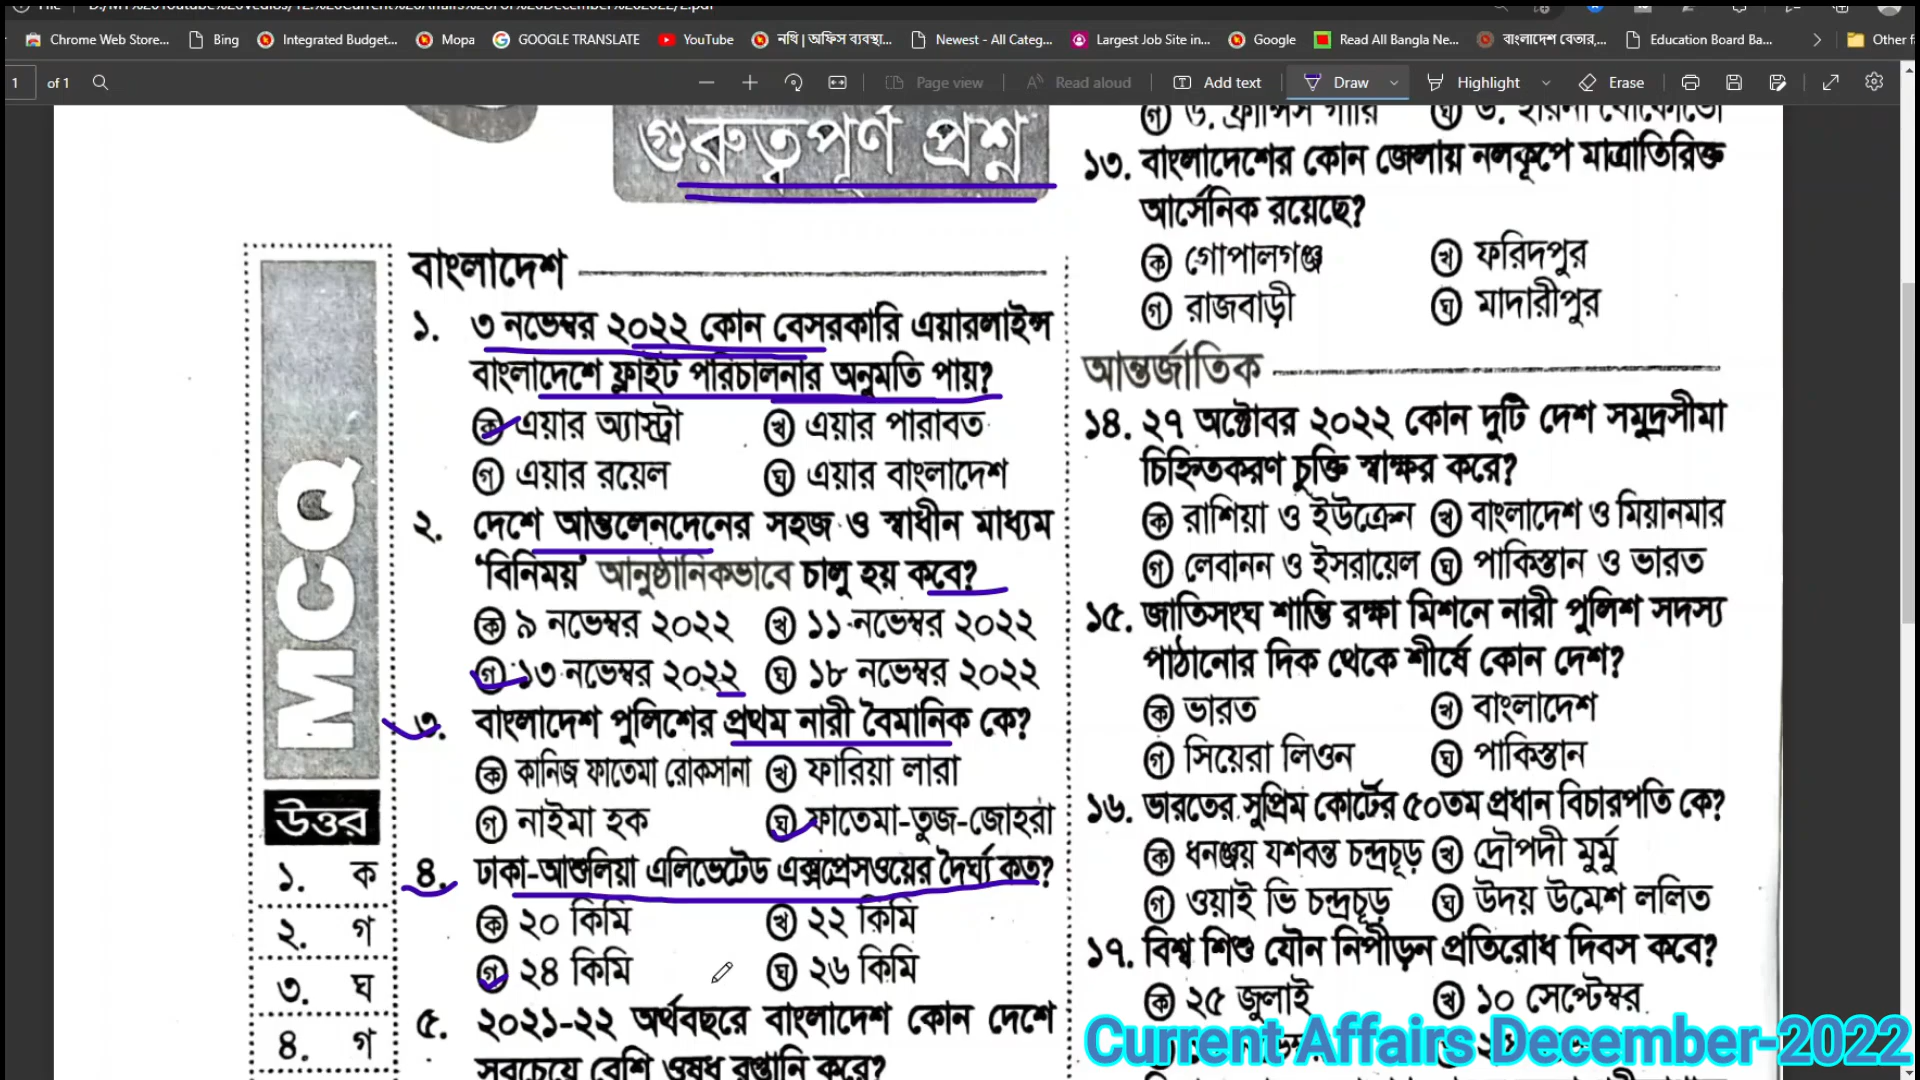 Chrome Web Store...
Bing
Integrated Budget...
Mopa
GOOGLE TRANSLATE
YouTube
নথি | অফিস ব্যবস্থা...
Newest - All Categ...
Largest Job Site in...
Google
Read All Bangla Ne...
বাংলাদেশ বেতার,...
Education Board Ba...
Other f
1 of 1
Page view
Read aloud
Add text
Draw
Highlight
Erase
গুরুত্বপূর্ণ প্রশ্ন
MCQ
উত্তর
১. ক
২. গ
৩. ঘ
৪. গ
বাংলাদেশ
১. ৩ নভেম্বর ২০২২ কোন বেসরকারি এয়ারলাইন্স
বাংলাদেশে ফ্লাইট পরিচালনার অনুমতি পায়?
ক এয়ার অ্যাস্ট্রা খ এয়ার পারাবত
গ এয়ার রয়েল ঘ এয়ার বাংলাদেশ
২. দেশে আন্তলেনদেনের সহজ ও স্বাধীন মাধ্যম
‘বিনিময়’ আনুষ্ঠানিকভাবে চালু হয় কবে?
ক ৯ নভেম্বর ২০২২ খ ১১ নভেম্বর ২০২২
গ ১৩ নভেম্বর ২০২২ ঘ ১৮ নভেম্বর ২০২২
৩. বাংলাদেশ পুলিশের প্রথম নারী বৈমানিক কে?
ক কানিজ ফাতেমা রোকসানা খ ফারিয়া লারা
গ নাইমা হক ঘ ফাতেমা-তুজ-জোহরা
৪. ঢাকা-আশুলিয়া এলিভেটেড এক্সপ্রেসওয়ের দৈর্ঘ্য কত?
ক ২০ কিমি খ ২২ কিমি
গ ২৪ কিমি ঘ ২৬ কিমি
৫. ২০২১-২২ অর্থবছরে বাংলাদেশ কোন দেশে
সবচেয়ে বেশি ওষুধ রপ্তানি করে?
১৩. বাংলাদেশের কোন জেলায় নলকূপে মাত্রাতিরিক্ত
আর্সেনিক রয়েছে?
ক গোপালগঞ্জ খ ফরিদপুর
গ রাজবাড়ী ঘ মাদারীপুর
আন্তর্জাতিক
১৪. ২৭ অক্টোবর ২০২২ কোন দুটি দেশ সমুদ্রসীমা
চিহ্নিতকরণ চুক্তি স্বাক্ষর করে?
ক রাশিয়া ও ইউক্রেন খ বাংলাদেশ ও মিয়ানমার
গ লেবানন ও ইসরায়েল ঘ পাকিস্তান ও ভারত
১৫. জাতিসংঘ শান্তি রক্ষা মিশনে নারী পুলিশ সদস্য
পাঠানোর দিক থেকে শীর্ষে কোন দেশ?
ক ভারত খ বাংলাদেশ
গ সিয়েরা লিওন ঘ পাকিস্তান
১৬. ভারতের সুপ্রিম কোর্টের ৫০তম প্রধান বিচারপতি কে?
ক ধনঞ্জয় যশবন্ত চন্দ্রচূড় খ দ্রৌপদী মুর্মু
গ ওয়াই ভি চন্দ্রচূড় ঘ উদয় উমেশ ললিত
১৭. বিশ্ব শিশু যৌন নিপীড়ন প্রতিরোধ দিবস কবে?
ক ২৫ জুলাই খ ১০ সেপ্টেম্বর
Current Affairs December-2022